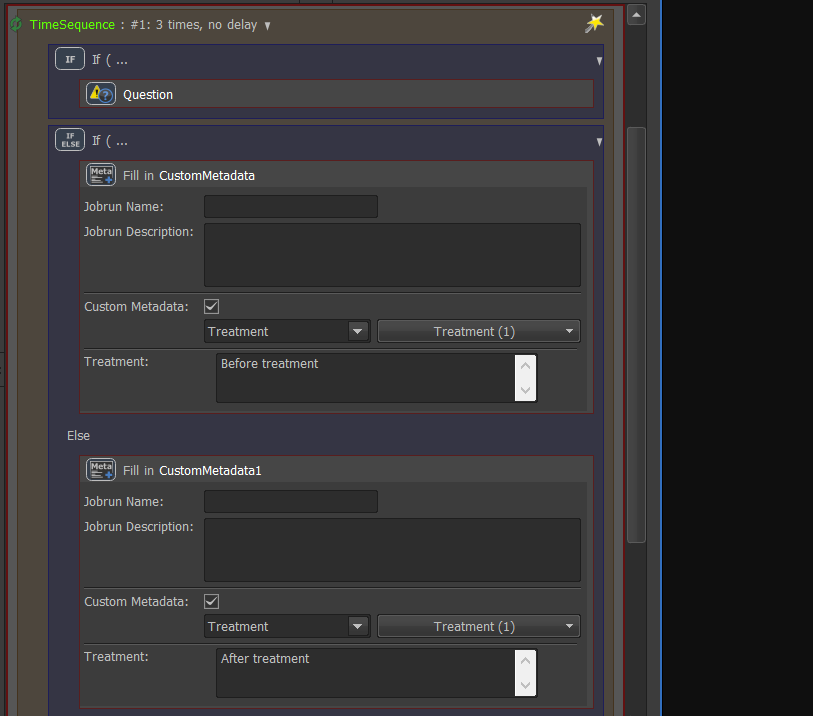 TimeSequence : #1: 3 times, no delay ▾
IF If ( ...
Question
IF ELSE If ( ...
Meta Fill in CustomMetadata
Jobrun Name:
Jobrun Description:
Custom Metadata:
Treatment Treatment (1)
Treatment: Before treatment
Else
Meta Fill in CustomMetadata1
Jobrun Name:
Jobrun Description:
Custom Metadata:
Treatment Treatment (1)
Treatment: After treatment